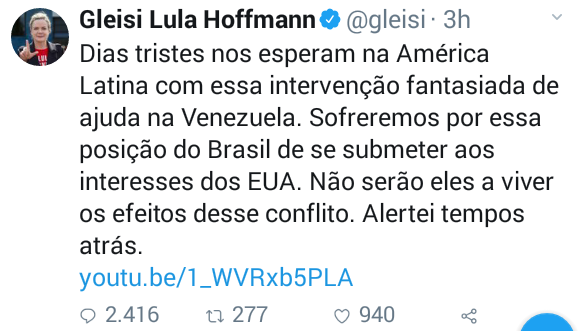 Gleisi Lula Hoffmann @gleisi · 3h
Dias tristes nos esperam na América
Latina com essa intervenção fantasiada de
ajuda na Venezuela. Sofreremos por essa
posição do Brasil de se submeter aos
interesses dos EUA. Não serão eles a viver
os efeitos desse conflito. Alertei tempos
atrás.
youtu.be/1_WVRxb5PLA
2.416 277 940